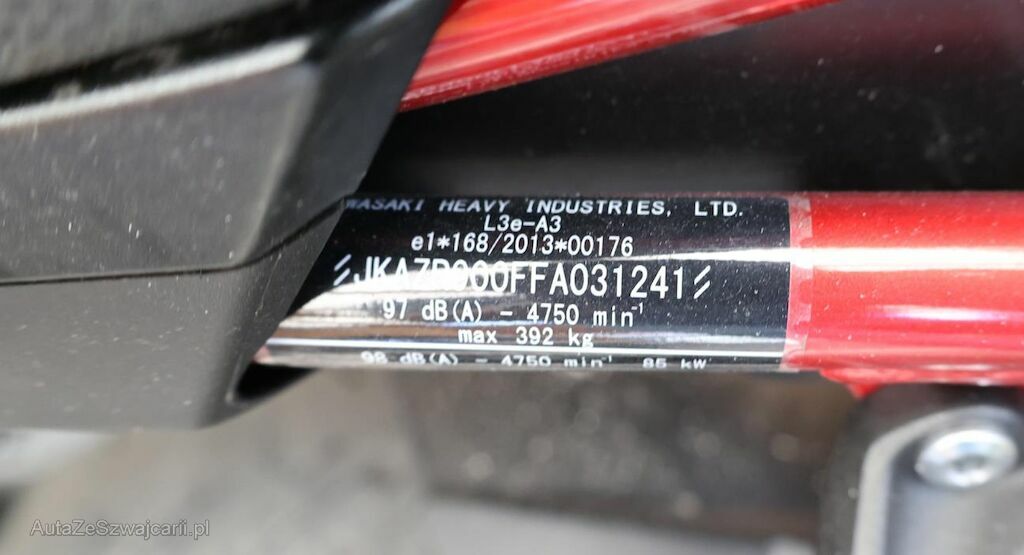 WASAKI HEAVY INDUSTRIES, LTD.
L3e-A3
e1*168/2013*00176
97 dB(A) - 4750 min⁻¹
max 392 kg
98 dB(A) - 4750 min⁻¹ 85 kW
AutaZeSzwajcarii.pl